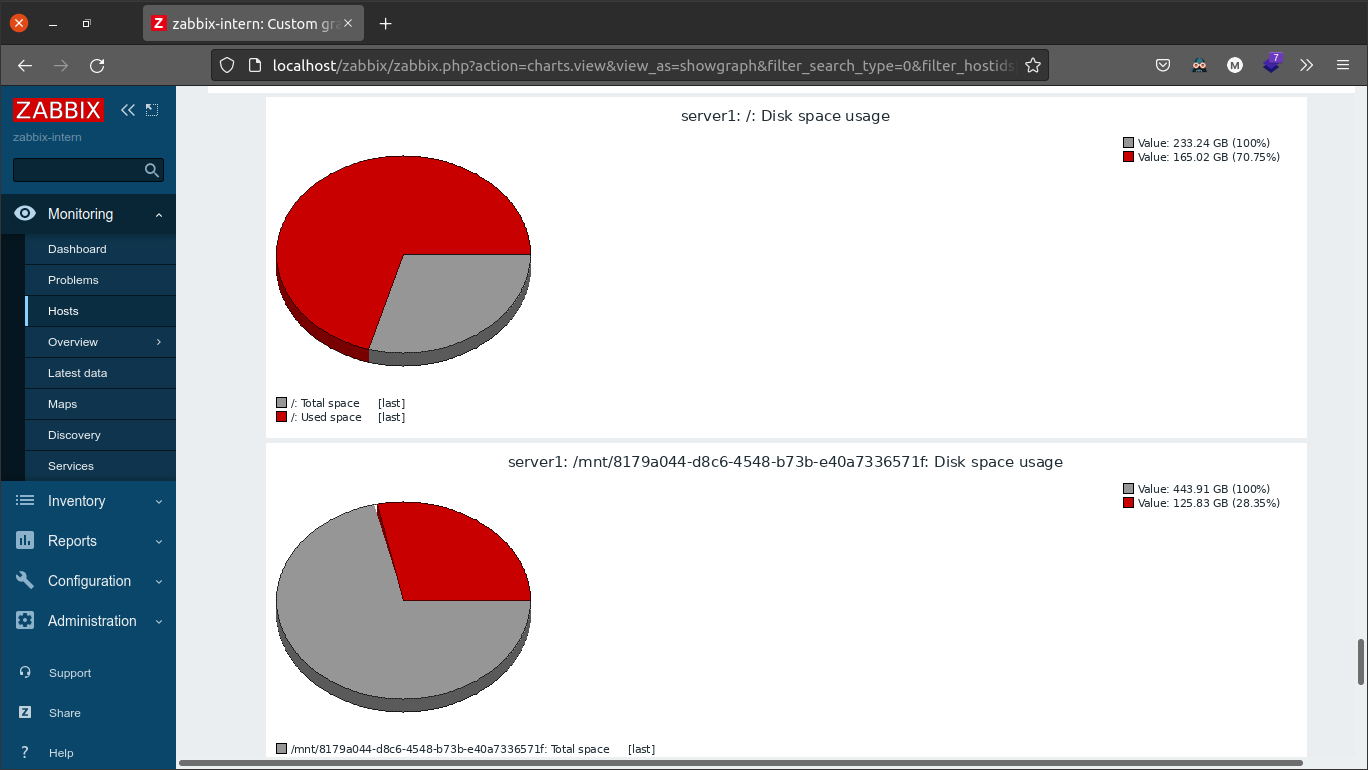 Z zabbix-intern: Custom gra
localhost/zabbix/zabbix.php?action=charts.view&view_as=showgraph&filter_search_type=0&filter_hostids
M
7
ZABBIX
zabbix-intern
Monitoring
Dashboard
Problems
Hosts
Overview
Latest data
Maps
Discovery
Services
Inventory
Reports
Configuration
Administration
Support
Z Share
? Help
server1: /: Disk space usage
Value: 233.24 GB (100%)
Value: 165.02 GB (70.75%)
/: Total space [last]
/: Used space [last]
server1: /mnt/8179a044-d8c6-4548-b73b-e40a7336571f: Disk space usage
Value: 443.91 GB (100%)
Value: 125.83 GB (28.35%)
/mnt/8179a044-d8c6-4548-b73b-e40a7336571f: Total space [last]